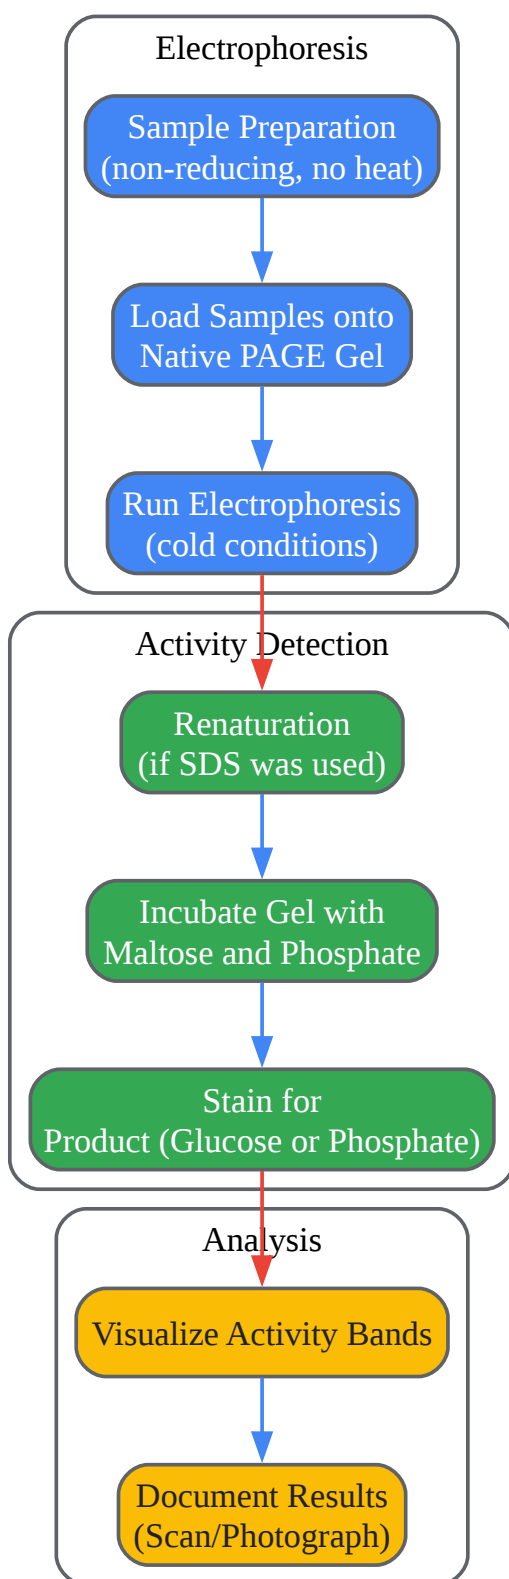 Electrophoresis
Sample Preparation
(non-reducing, no heat)
Load Samples onto
Native PAGE Gel
Run Electrophoresis
(cold conditions)
Activity Detection
Renaturation
(if SDS was used)
Incubate Gel with
Maltose and Phosphate
Stain for
Product (Glucose or Phosphate)
Analysis
Visualize Activity Bands
Document Results
(Scan/Photograph)